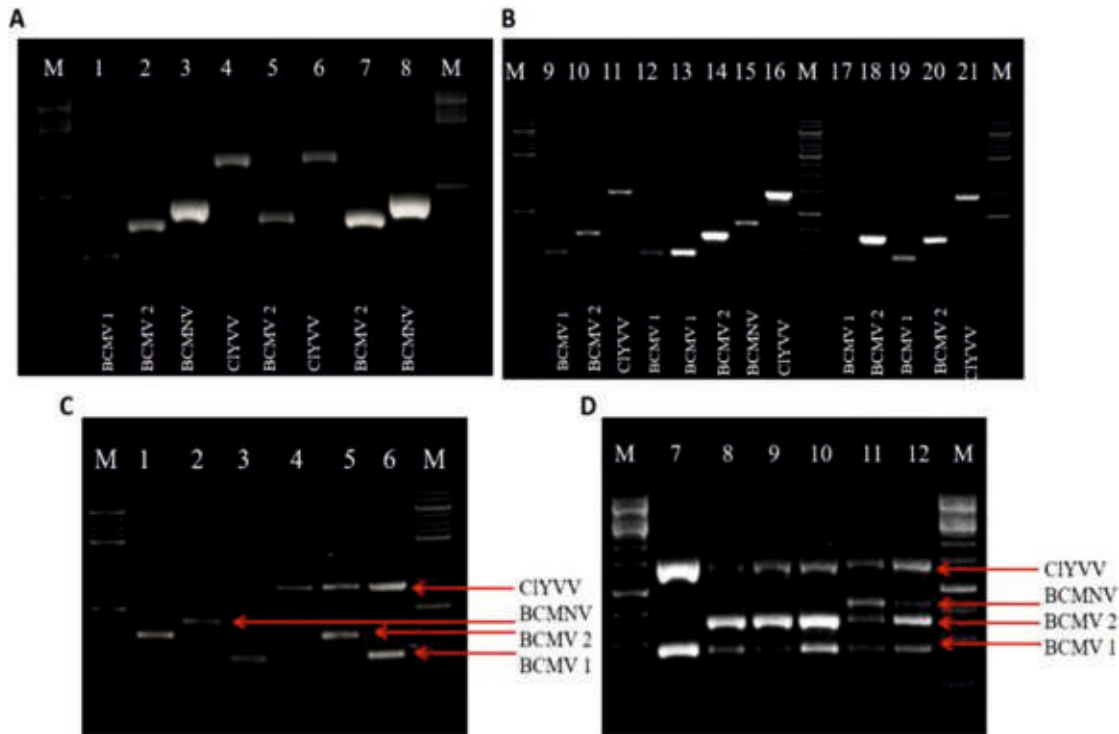 A
M 1 2 3 4 5 6 7 8 M
BCMV 1 BCMV 2 BCMNV ClYVV BCMV 2 ClYVV BCMV 2 BCMNV
B
M 9 10 11 12 13 14 15 16 M 17 18 19 20 21 M
BCMV 1 BCMV 2 ClYVV BCMV 1 BCMV 1 BCMV 2 BCMNV ClYVV BCMV 1 BCMV 2 BCMV 1 BCMV 2 ClYVV
C
M 1 2 3 4 5 6 M
ClYVV
BCMNV
BCMV 2
BCMV 1
D
M 7 8 9 10 11 12 M
ClYVV
BCMNV
BCMV 2
BCMV 1